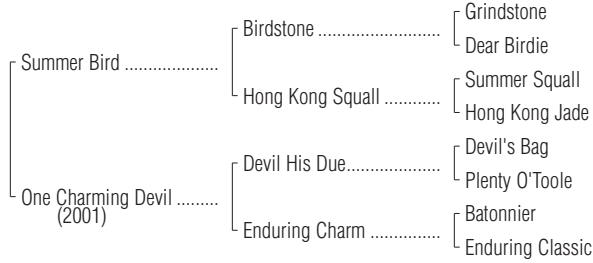 Grindstone
Birdstone ..........................
Dear Birdie
Summer Bird ....................
Summer Squall
Hong Kong Squall ............
Hong Kong Jade
Devil's Bag
Devil His Due....................
Plenty O'Toole
One Charming Devil .........
(2001)
Batonnier
Enduring Charm ...............
Enduring Classic